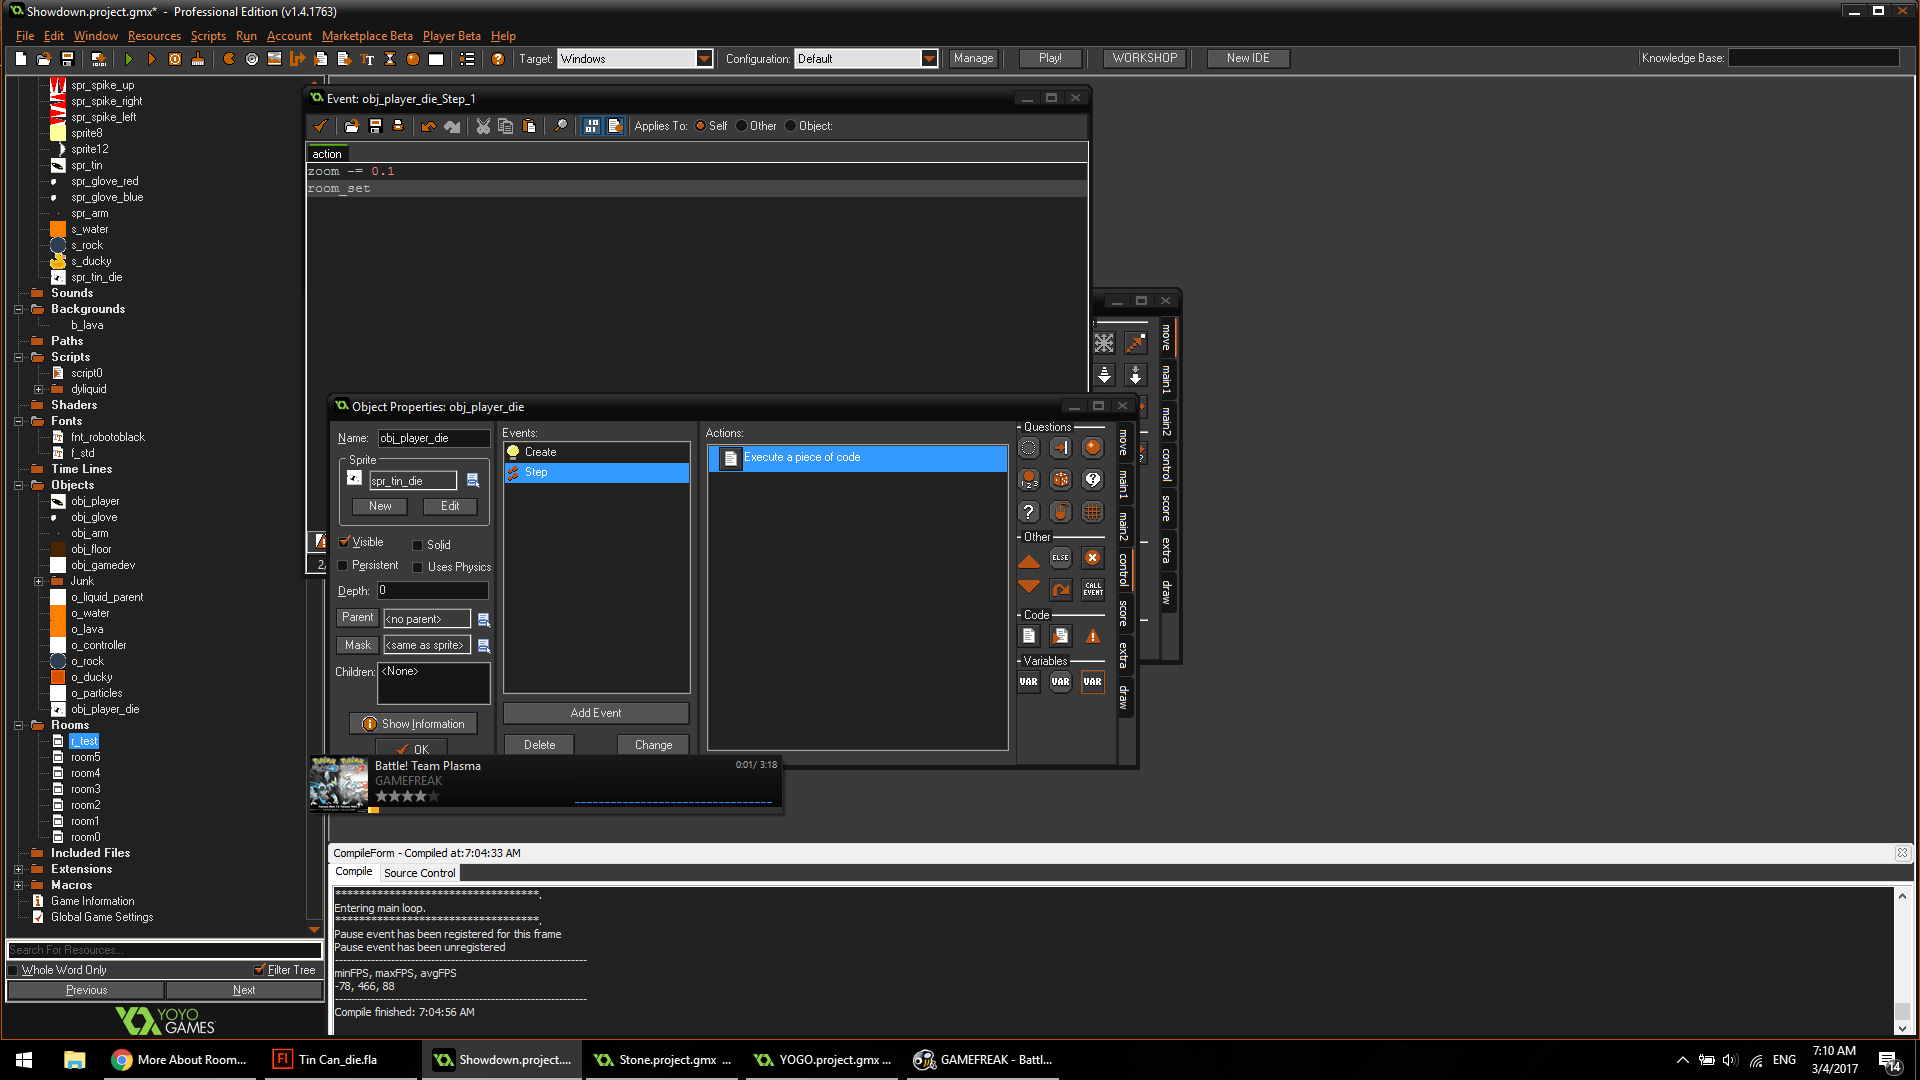 Showdown.project.gmx* - Professional Edition (v1.4.1763)
File Edit Window Resources Scripts Run Account Marketplace Beta Player Beta Help
Target: Windows Configuration: Default Manage Play! WORKSHOP New IDE Knowledge Base:
spr_spike_up
spr_spike_right
spr_spike_left
sprite8
sprite12
spr_tin
spr_glove_red
spr_glove_blue
spr_arm
s_water
s_rock
s_ducky
spr_tin_die
Sounds
Backgrounds
b_lava
Paths
Scripts
script0
dyliquid
Shaders
Fonts
fnt_robotoblack
f_std
Time Lines
Objects
obj_player
obj_glove
obj_arm
obj_floor
obj_gamedev
Junk
o_liquid_parent
o_water
o_lava
o_controller
o_rock
o_ducky
o_particles
obj_player_die
Rooms
r_test
room5
room4
room3
room2
room1
room0
Included Files
Extensions
Macros
Game Information
Global Game Settings
Search For Resources...
Whole Word Only Filter Tree
Previous Next
YOYO
GAMES
Event: obj_player_die_Step_1
Applies To: Self Other Object:
action
zoom -= 0.1
room_set
2/
move
main1
main2
control
score
extra
draw
Object Properties: obj_player_die
Name: obj_player_die
Sprite
spr_tin_die
New Edit
Visible Solid
Persistent Uses Physics
Depth: 0
Parent <no parent>
Mask <same as sprite>
Children: <None>
Show Information
OK
Events:
Create
Step
Add Event
Delete Change
Actions:
Execute a piece of code
Questions
Other
ELSE
CALL EVENT
Code
Variables
VAR VAR VAR
move
main1
main2
control
score
extra
draw
Battle! Team Plasma 0:01/ 3:18
GAMEFREAK
CompileForm - Compiled at:7:04:33 AM
Compile Source Control
***********************************.
Entering main loop.
***********************************.
Pause event has been registered for this frame
Pause event has been unregistered
---------------------------------------------------------------
minFPS, maxFPS, avgFPS
-78, 466, 88
---------------------------------------------------------------
Compile finished: 7:04:56 AM
More About Room... Tin Can_die.fla Showdown.project.... Stone.project.gmx ... YOGO.project.gmx ... GAMEFREAK - Battl... ENG
7:10 AM
3/4/2017
14